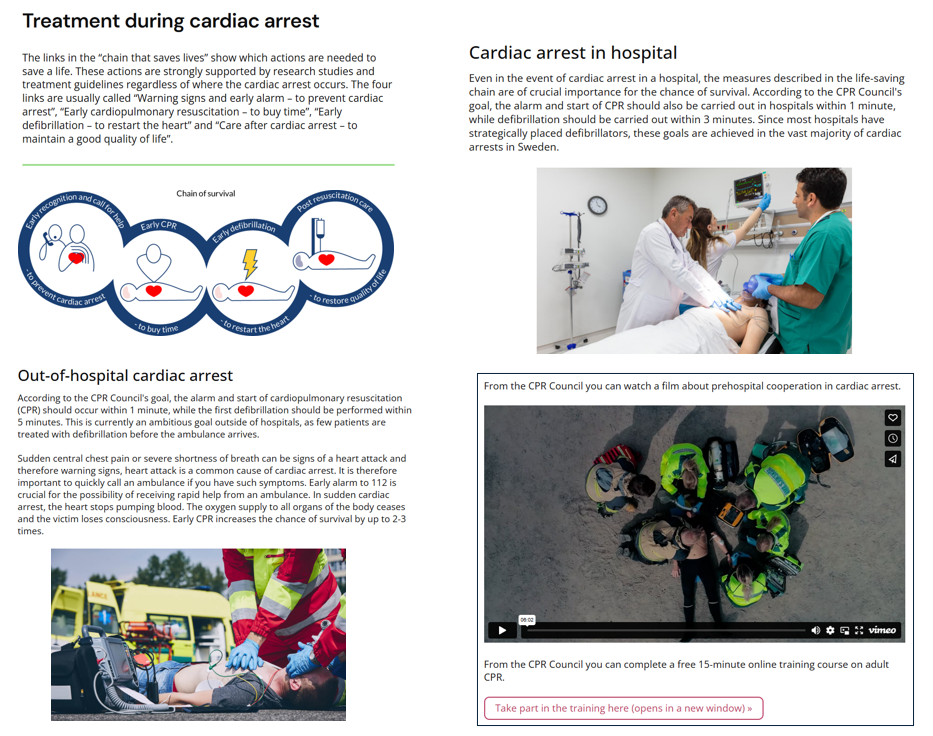 Treatment during cardiac arrest
The links in the “chain that saves lives” show which actions are needed to
save a life. These actions are strongly supported by research studies and
treatment guidelines regardless of where the cardiac arrest occurs. The four
links are usually called “Warning signs and early alarm – to prevent cardiac
arrest”, “Early cardiopulmonary resuscitation – to buy time”, “Early
defibrillation – to restart the heart” and “Care after cardiac arrest – to
maintain a good quality of life”.
Chain of survival
Early recognition and call for help
- to prevent cardiac arrest
Early CPR
- to buy time
Early defibrillation
- to restart the heart
Post resuscitation care
- to restore quality of life
Out-of-hospital cardiac arrest
According to the CPR Council's goal, the alarm and start of cardiopulmonary resuscitation
(CPR) should occur within 1 minute, while the first defibrillation should be performed within
5 minutes. This is currently an ambitious goal outside of hospitals, as few patients are
treated with defibrillation before the ambulance arrives.
Sudden central chest pain or severe shortness of breath can be signs of a heart attack and
therefore warning signs, heart attack is a common cause of cardiac arrest. It is therefore
important to quickly call an ambulance if you have such symptoms. Early alarm to 112 is
crucial for the possibility of receiving rapid help from an ambulance. In sudden cardiac
arrest, the heart stops pumping blood. The oxygen supply to all organs of the body ceases
and the victim loses consciousness. Early CPR increases the chance of survival by up to 2-3
times.
Cardiac arrest in hospital
Even in the event of cardiac arrest in a hospital, the measures described in the life-saving
chain are of crucial importance for the chance of survival. According to the CPR Council's
goal, the alarm and start of CPR should also be carried out in hospitals within 1 minute,
while defibrillation should be carried out within 3 minutes. Since most hospitals have
strategically placed defibrillators, these goals are achieved in the vast majority of cardiac
arrests in Sweden.
From the CPR Council you can watch a film about prehospital cooperation in cardiac arrest.
06:02
vimeo
From the CPR Council you can complete a free 15-minute online training course on adult
CPR.
Take part in the training here (opens in a new window) »